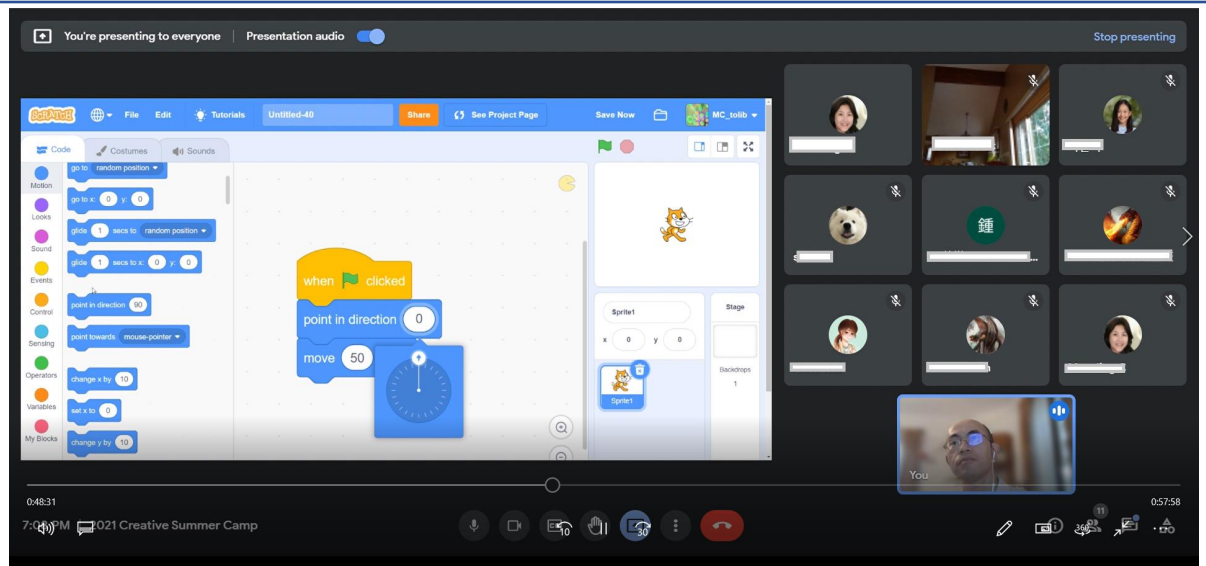 You're presenting to everyone | Presentation audio
Stop presenting
SCRATCH File Edit Tutorials Untitled-40 Share See Project Page Save Now MC_tolib
Code Costumes Sounds
Motion
Looks
Sound
Events
Control
Sensing
Operators
Variables
My Blocks
go to random position
go to x: 0 y: 0
glide 1 secs to random position
glide 1 secs to x: 0 y: 0
point in direction 90
point towards mouse-pointer
change x by 10
set x to 0
change y by 10
when clicked
point in direction 0
move 50
Sprite1
x 0 y 0
Sprite1
Stage
Backdrops
1
鍾
You
0:48:31
0:57:58
2021 Creative Summer Camp
10
30
11